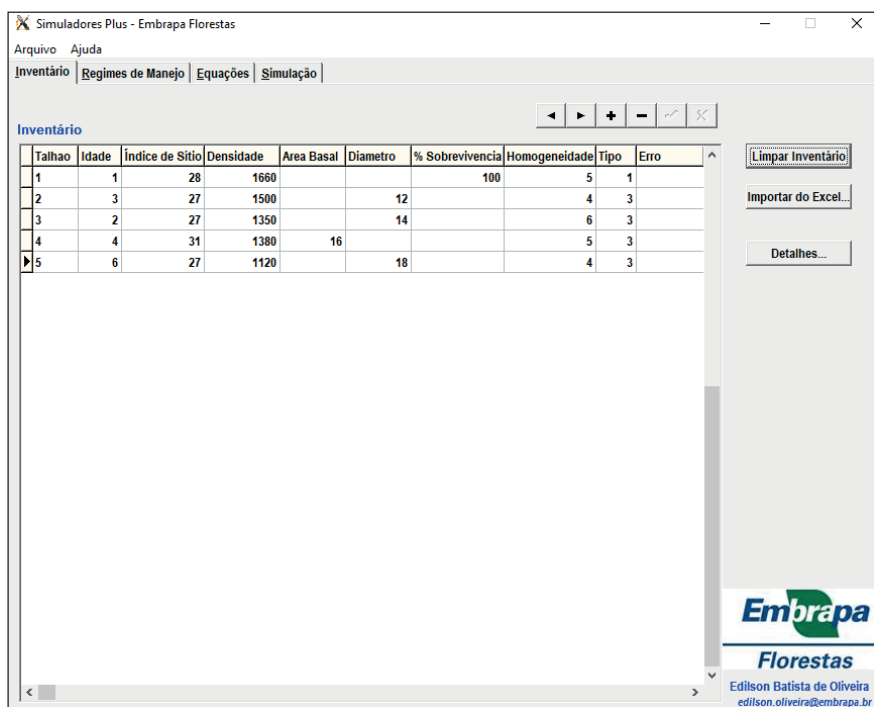 Simuladores Plus - Embrapa Florestas
Arquivo Ajuda
Inventário Regimes de Manejo Equações Simulação
Inventário
Talhao Idade Índice de Sitio Densidade Area Basal Diametro % Sobrevivencia Homogeneidade Tipo Erro
1 1 28 1660 100 5 1
2 3 27 1500 12 4 3
3 2 27 1350 14 6 3
4 4 31 1380 16 5 3
5 6 27 1120 18 4 3
Limpar Inventário
Importar do Excel...
Detalhes...
Embrapa
Florestas
Edilson Batista de Oliveira
edilson.oliveira@embrapa.br